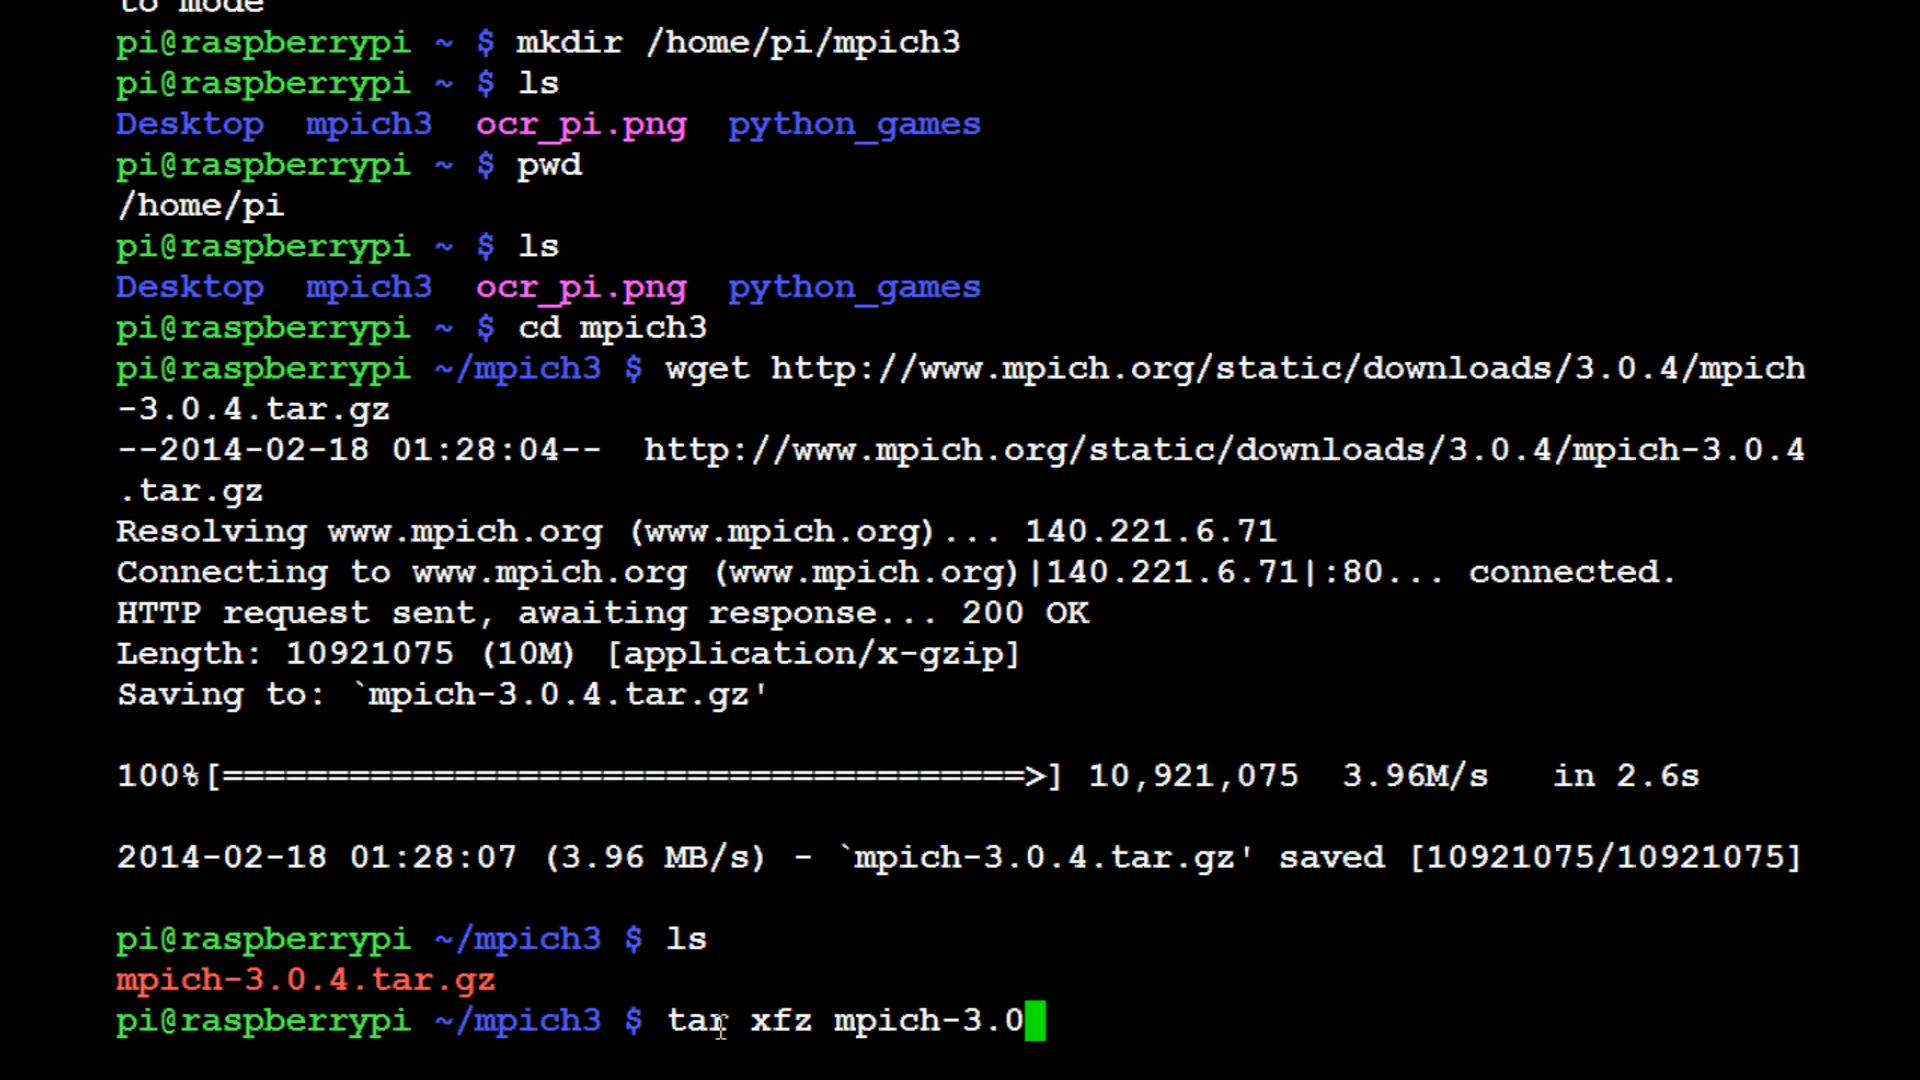 to mode
pi@raspberrypi ~ $ mkdir /home/pi/mpich3
pi@raspberrypi ~ $ ls
Desktop  mpich3  ocr_pi.png  python_games
pi@raspberrypi ~ $ pwd
/home/pi
pi@raspberrypi ~ $ ls
Desktop  mpich3  ocr_pi.png  python_games
pi@raspberrypi ~ $ cd mpich3
pi@raspberrypi ~/mpich3 $ wget http://www.mpich.org/static/downloads/3.0.4/mpich
-3.0.4.tar.gz
--2014-02-18 01:28:04--  http://www.mpich.org/static/downloads/3.0.4/mpich-3.0.4
.tar.gz
Resolving www.mpich.org (www.mpich.org)... 140.221.6.71
Connecting to www.mpich.org (www.mpich.org)|140.221.6.71|:80... connected.
HTTP request sent, awaiting response... 200 OK
Length: 10921075 (10M) [application/x-gzip]
Saving to: `mpich-3.0.4.tar.gz'
100%[======================================>] 10,921,075  3.96M/s   in 2.6s
2014-02-18 01:28:07 (3.96 MB/s) - `mpich-3.0.4.tar.gz' saved [10921075/10921075]
pi@raspberrypi ~/mpich3 $ ls
mpich-3.0.4.tar.gz
pi@raspberrypi ~/mpich3 $ tar xfz mpich-3.0